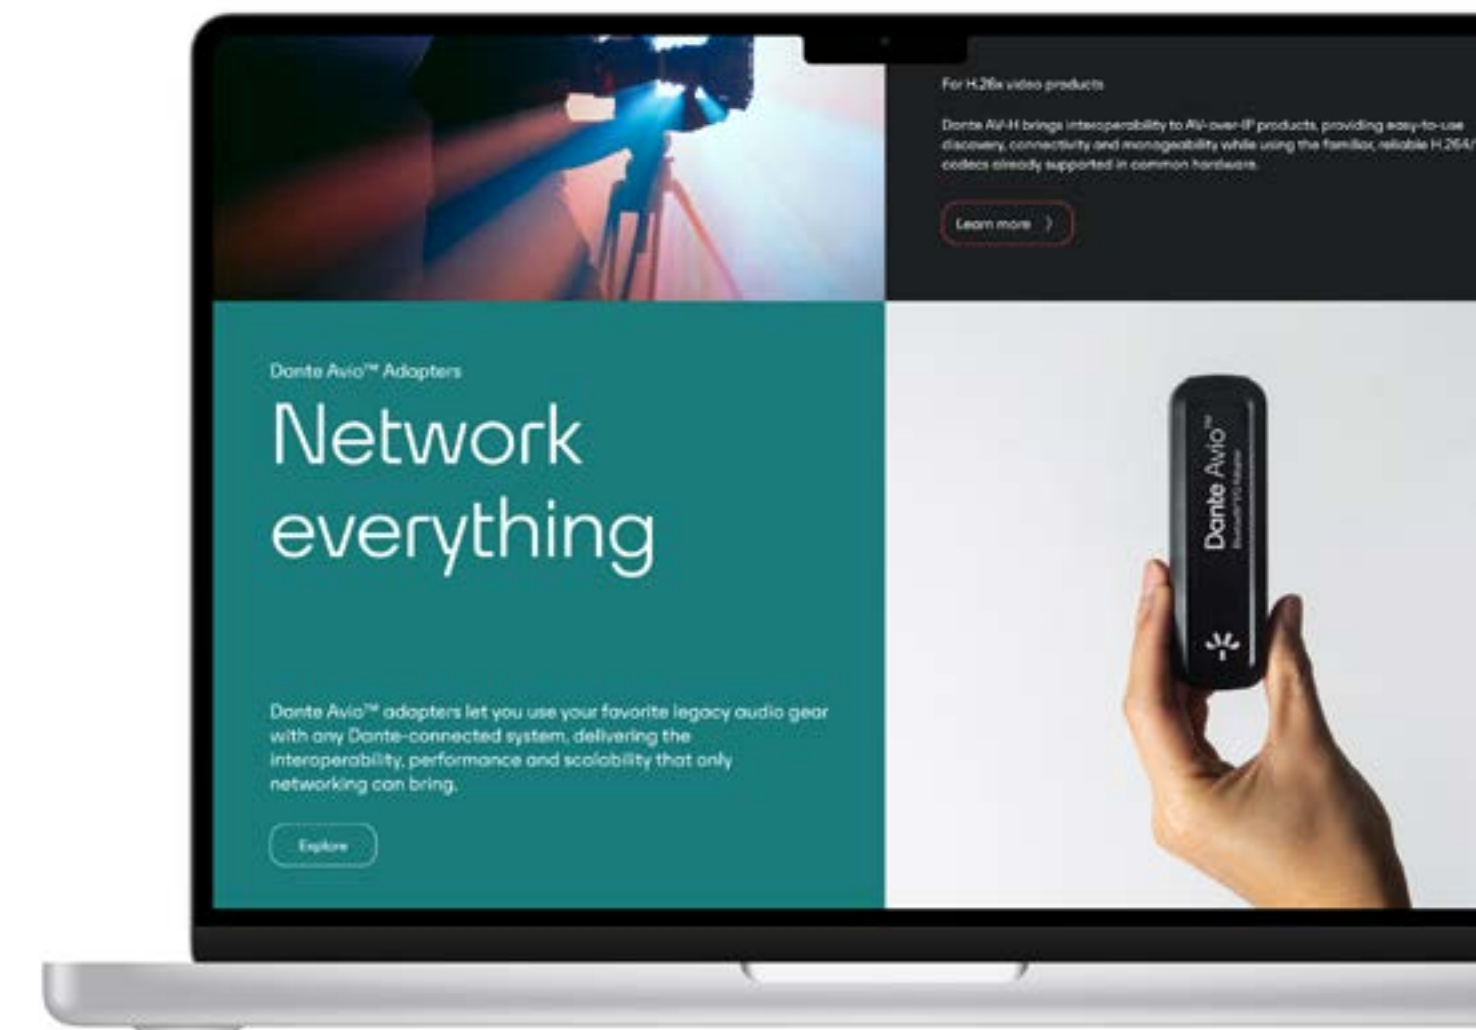 For H.26x video products
Dante AV-H brings interoperability to AV-over-IP products, providing easy-to-use
discovery, connectivity and manageability while using the familiar, reliable H.264/
codecs already supported in common hardware.
Learn more
Dante Avio™ Adapters
Network
everything
Dante Avio™ adapters let you use your favorite legacy audio gear
with any Dante-connected system, delivering the
interoperability, performance and scalability that only
networking can bring.
Explore
Dante Avio™
Bluetooth® I/O Adapter